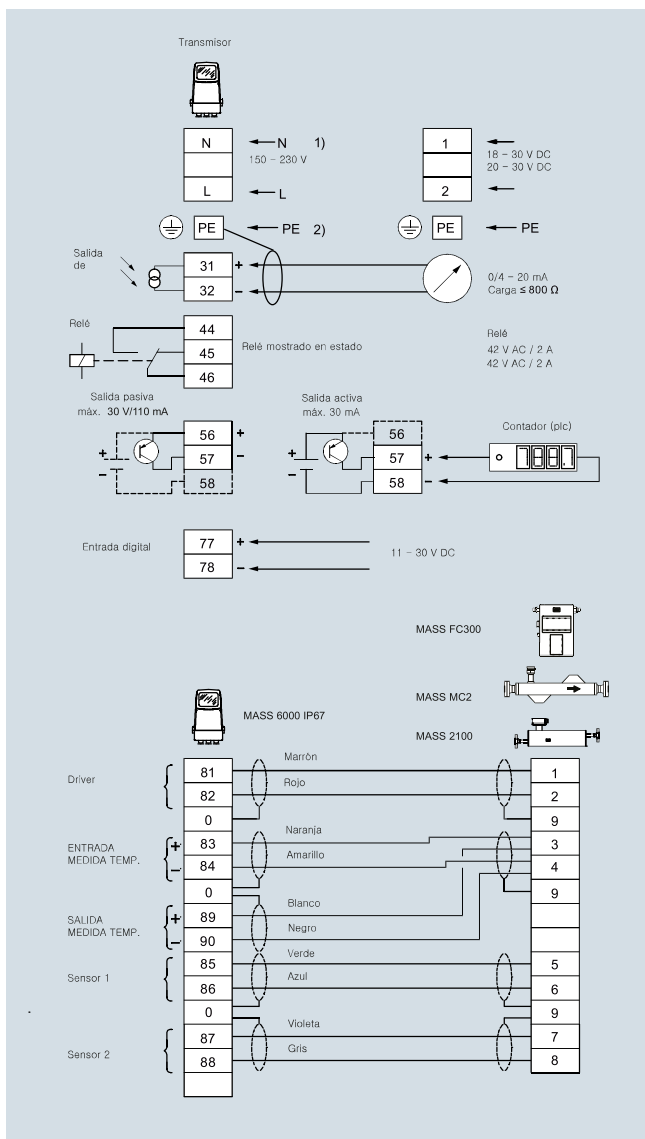 Transmisor
N N 1) 1
150 - 230 V 18 - 30 V DC
20 - 30 V DC
L L 2
PE PE 2) PE PE
Salida
de
31 +
32 −
0/4 - 20 mA
Carga ≤ 800 Ω
Relé
44
45
46
Relé mostrado en estado
Relé
42 V AC / 2 A
42 V AC / 2 A
Salida pasiva
máx. 30 V/110 mA
+ 56 +
57 −
− 58
Salida activa
máx. 30 mA
56
+ 57 +
− 58 −
Contador (plc)
Entrada digital
77 +
78 −
11 - 30 V DC
MASS FC300
MASS MC2
MASS 6000 IP67
MASS 2100
Driver
81 Marrón 1
82 Rojo 2
0 9
ENTRADA
MEDIDA TEMP.
+ 83 Naranja 3
− 84 Amarillo 4
0 9
SALIDA
MEDIDA TEMP.
+ 89 Blanco
− 90 Negro
Sensor 1
85 Verde 5
86 Azul 6
0 9
Sensor 2
87 Violeta 7
88 Gris 8